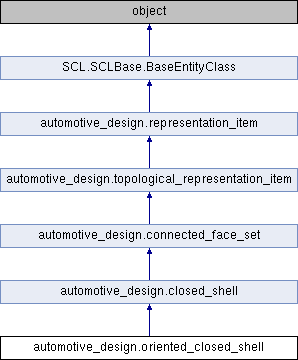 object
SCL.SCLBase.BaseEntityClass
automotive_design.representation_item
automotive_design.topological_representation_item
automotive_design.connected_face_set
automotive_design.closed_shell
automotive_design.oriented_closed_shell